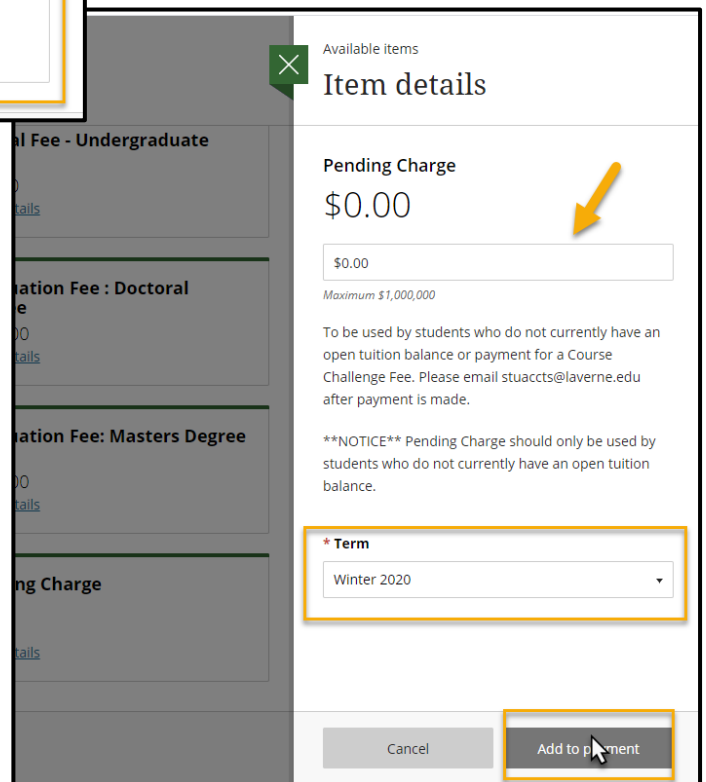 Available items
Item details
al Fee - Undergraduate
tails
Pending Charge
$0.00
$0.00
Maximum $1,000,000
To be used by students who do not currently have an
open tuition balance or payment for a Course
Challenge Fee. Please email stuaccts@laverne.edu
after payment is made.
**NOTICE** Pending Charge should only be used by
students who do not currently have an open tuition
balance.
uation Fee : Doctoral
e
00
tails
uation Fee: Masters Degree
00
tails
* Term
Winter 2020
ng Charge
tails
Cancel
Add to payment